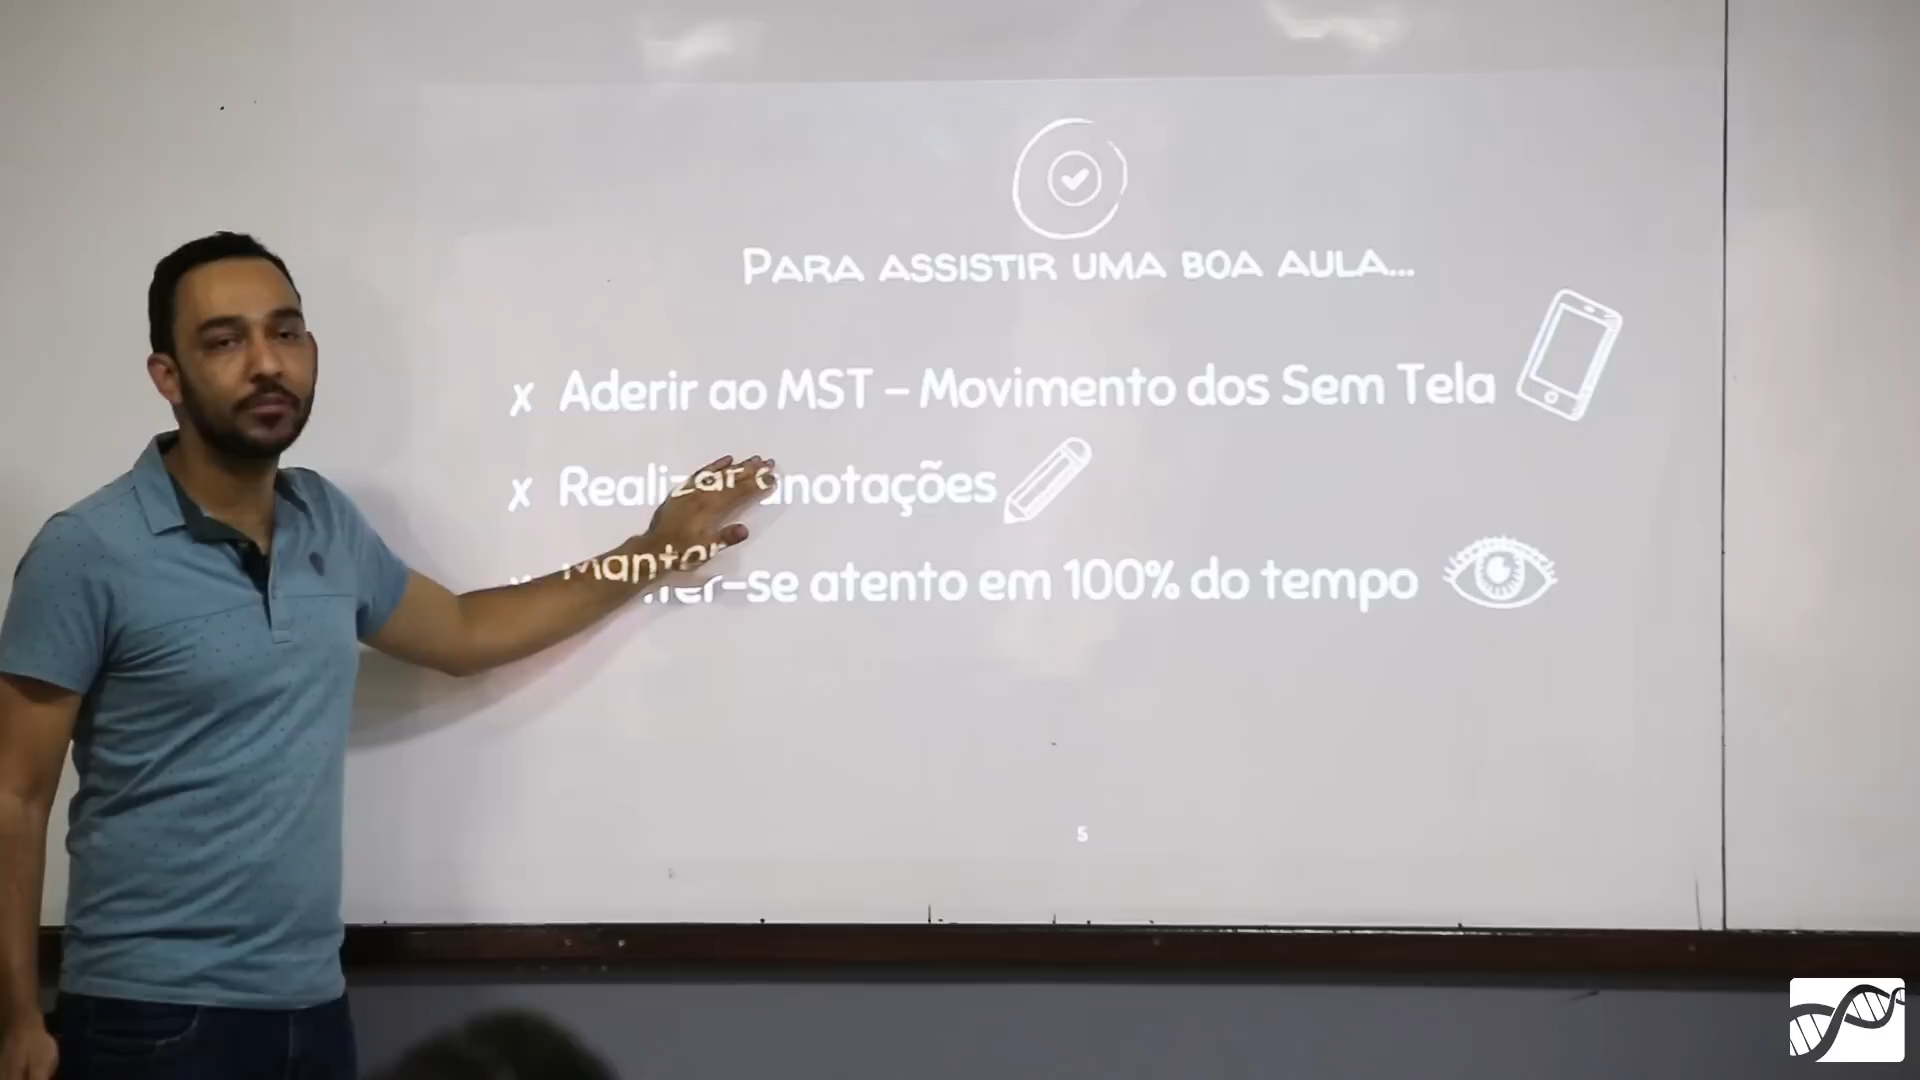 PARA ASSISTIR UMA BOA AULA...
x Aderir ao MST – Movimento dos Sem Tela
x Realizar anotações
x Manter-se atento em 100% do tempo
5